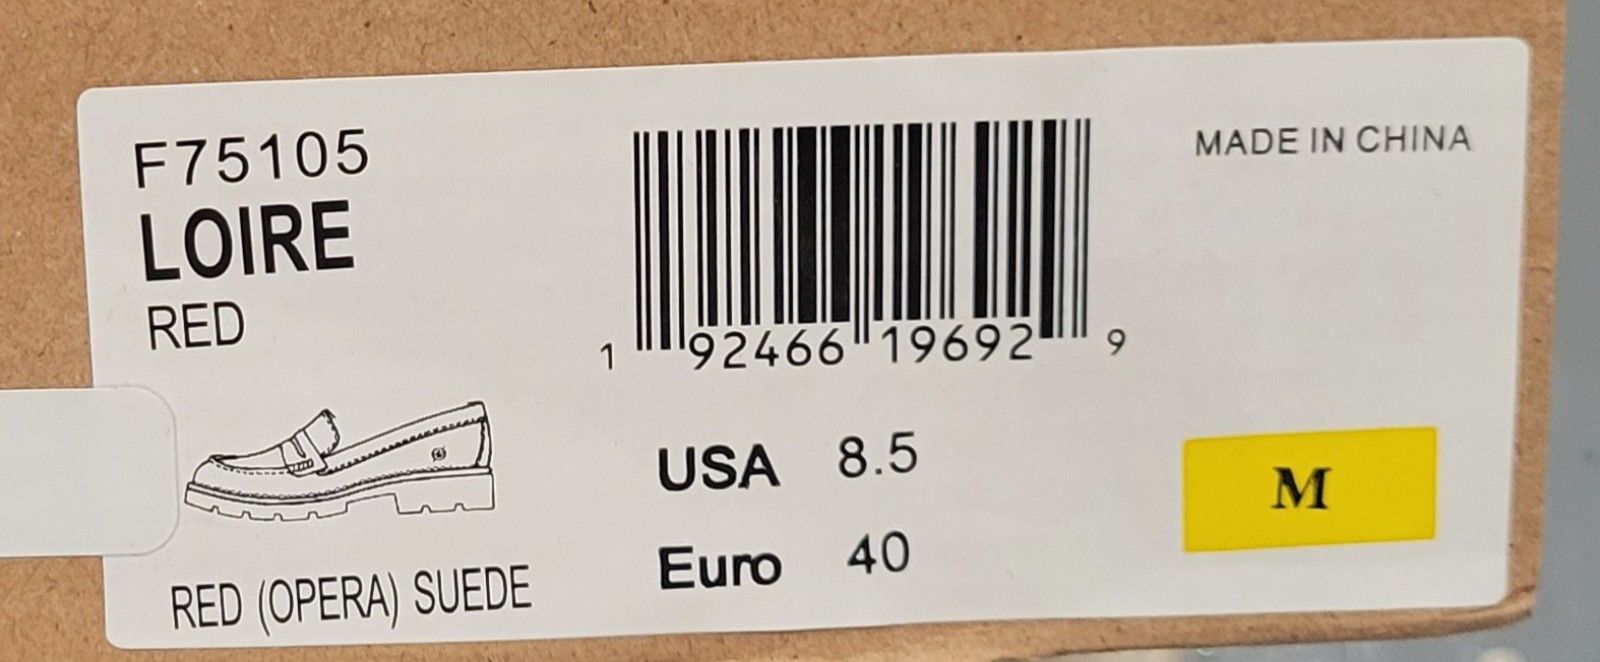 F75105
LOIRE
RED
RED (OPERA) SUEDE
1 92466 19692 9
USA 8.5
Euro 40
MADE IN CHINA
M